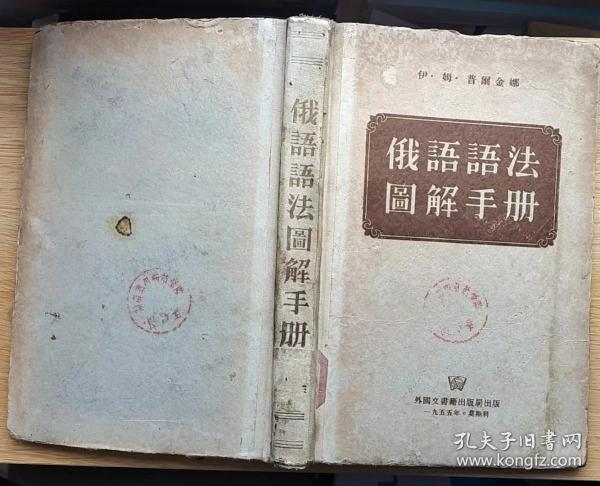 俄語語法圖解手册
伊·姆·普爾金娜
俄語語法
圖解手册
外國文書籍出版局出版
一九五五年·莫斯科
孔夫子旧书网
www.kongfz.com